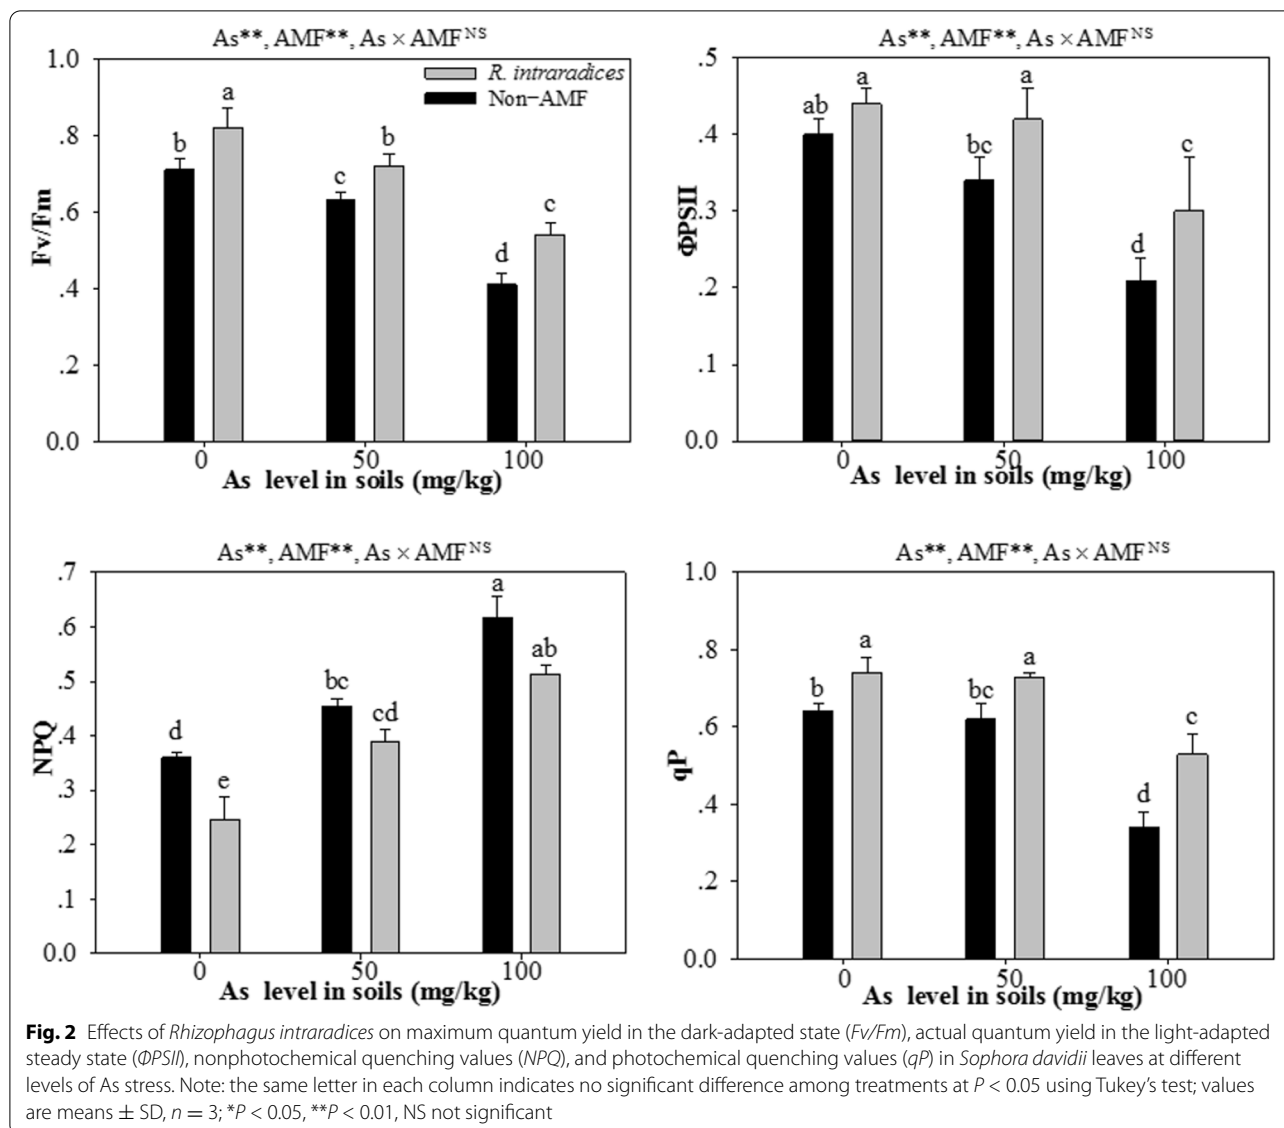 As**, AMF**, As × AMF^NS
1.0
.8
.6
.4
.2
0.0
Fv/Fm
R. intraradices
Non-AMF
b
a
c
b
d
c
0
50
100
As level in soils (mg/kg)
As**, AMF**, As × AMF^NS
.5
.4
.3
.2
.1
0.0
ΦPSII
ab
a
bc
a
d
c
0
50
100
As level in soils (mg/kg)
As**, AMF**, As × AMF^NS
.7
.6
.5
.4
.3
.2
.1
0.0
NPQ
d
e
bc
cd
a
ab
0
50
100
As level in soils (mg/kg)
As**, AMF**, As × AMF^NS
1.0
.8
.6
.4
.2
0.0
qP
b
a
bc
a
d
c
0
50
100
As level in soils (mg/kg)
Fig. 2 Effects of Rhizophagus intraradices on maximum quantum yield in the dark-adapted state (Fv/Fm), actual quantum yield in the light-adapted
steady state (ΦPSII), nonphotochemical quenching values (NPQ), and photochemical quenching values (qP) in Sophora davidii leaves at different
levels of As stress. Note: the same letter in each column indicates no significant difference among treatments at P < 0.05 using Tukey's test; values
are means ± SD, n = 3; *P < 0.05, **P < 0.01, NS not significant